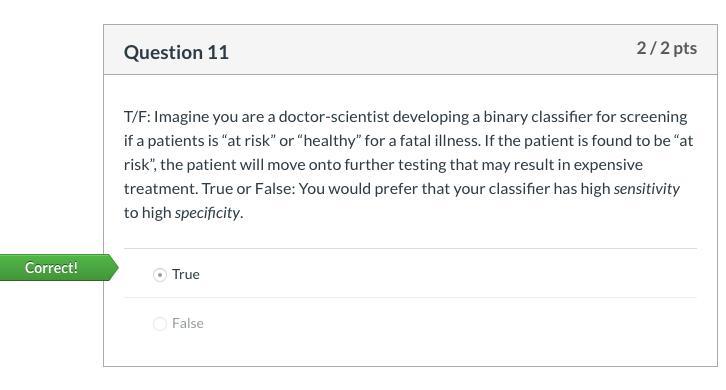 Question 11
2 / 2 pts
T/F: Imagine you are a doctor-scientist developing a binary classifier for screening
if a patients is “at risk” or “healthy” for a fatal illness. If the patient is found to be “at
risk”, the patient will move onto further testing that may result in expensive
treatment. True or False: You would prefer that your classifier has high sensitivity
to high specificity.
Correct!
True
False